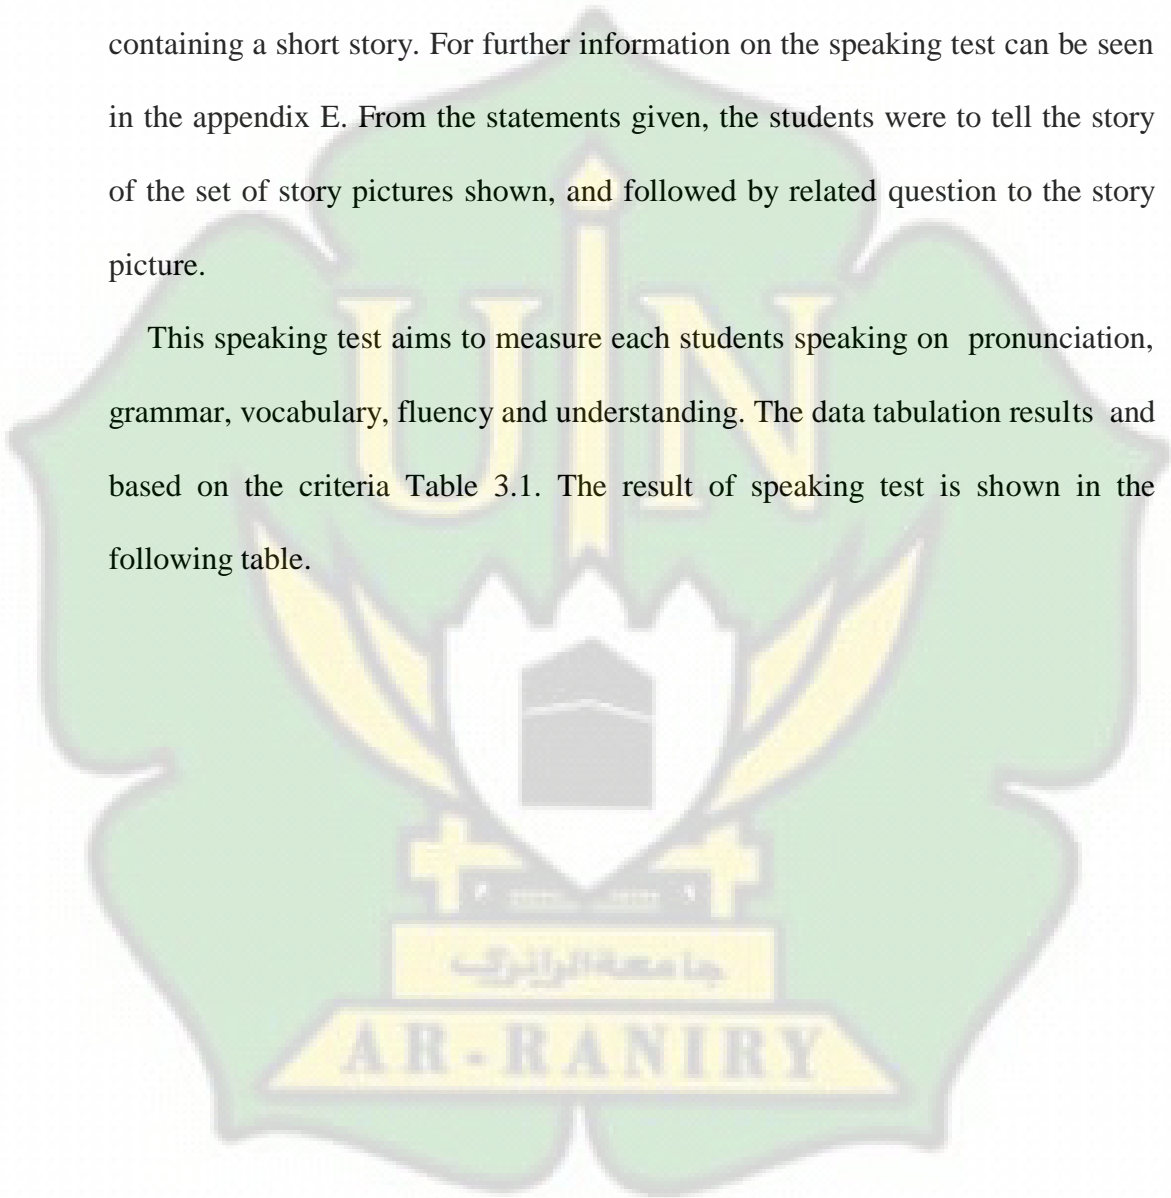 containing a short story. For further information on the speaking test can be seen
in the appendix E. From the statements given, the students were to tell the story
of the set of story pictures shown, and followed by related question to the story
picture.
This speaking test aims to measure each students speaking on pronunciation,
grammar, vocabulary, fluency and understanding. The data tabulation results and
based on the criteria Table 3.1. The result of speaking test is shown in the
following table.
UIN
جامعة الرانري
AR-RANIRY